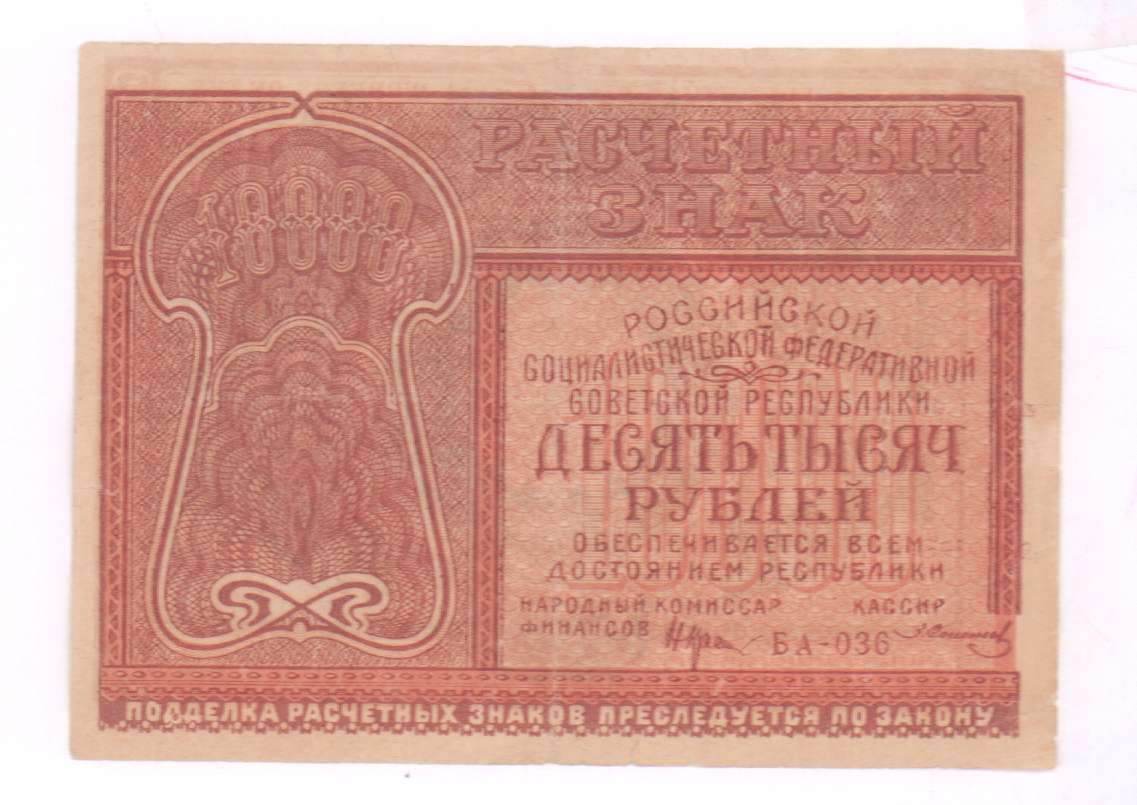 РАСЧЕТНЫЙ
ЗНАК
10000
10000
РОССИЙСКОЙ
СОЦИАЛИСТИЧЕСКОЙ ФЕДЕРАТИВНОЙ
СОВЕТСКОЙ РЕСПУБЛИКИ
ДЕСЯТЬ ТЫСЯЧ
РУБЛЕЙ
ОБЕСПЕЧИВАЕТСЯ ВСЕМ
ДОСТОЯНИЕМ РЕСПУБЛИКИ
НАРОДНЫЙ КОМИССАР КАССИР
ФИНАНСОВ
БА-036
ПОДДЕЛКА РАСЧЕТНЫХ ЗНАКОВ ПРЕСЛЕДУЕТСЯ ПО ЗАКОНУ